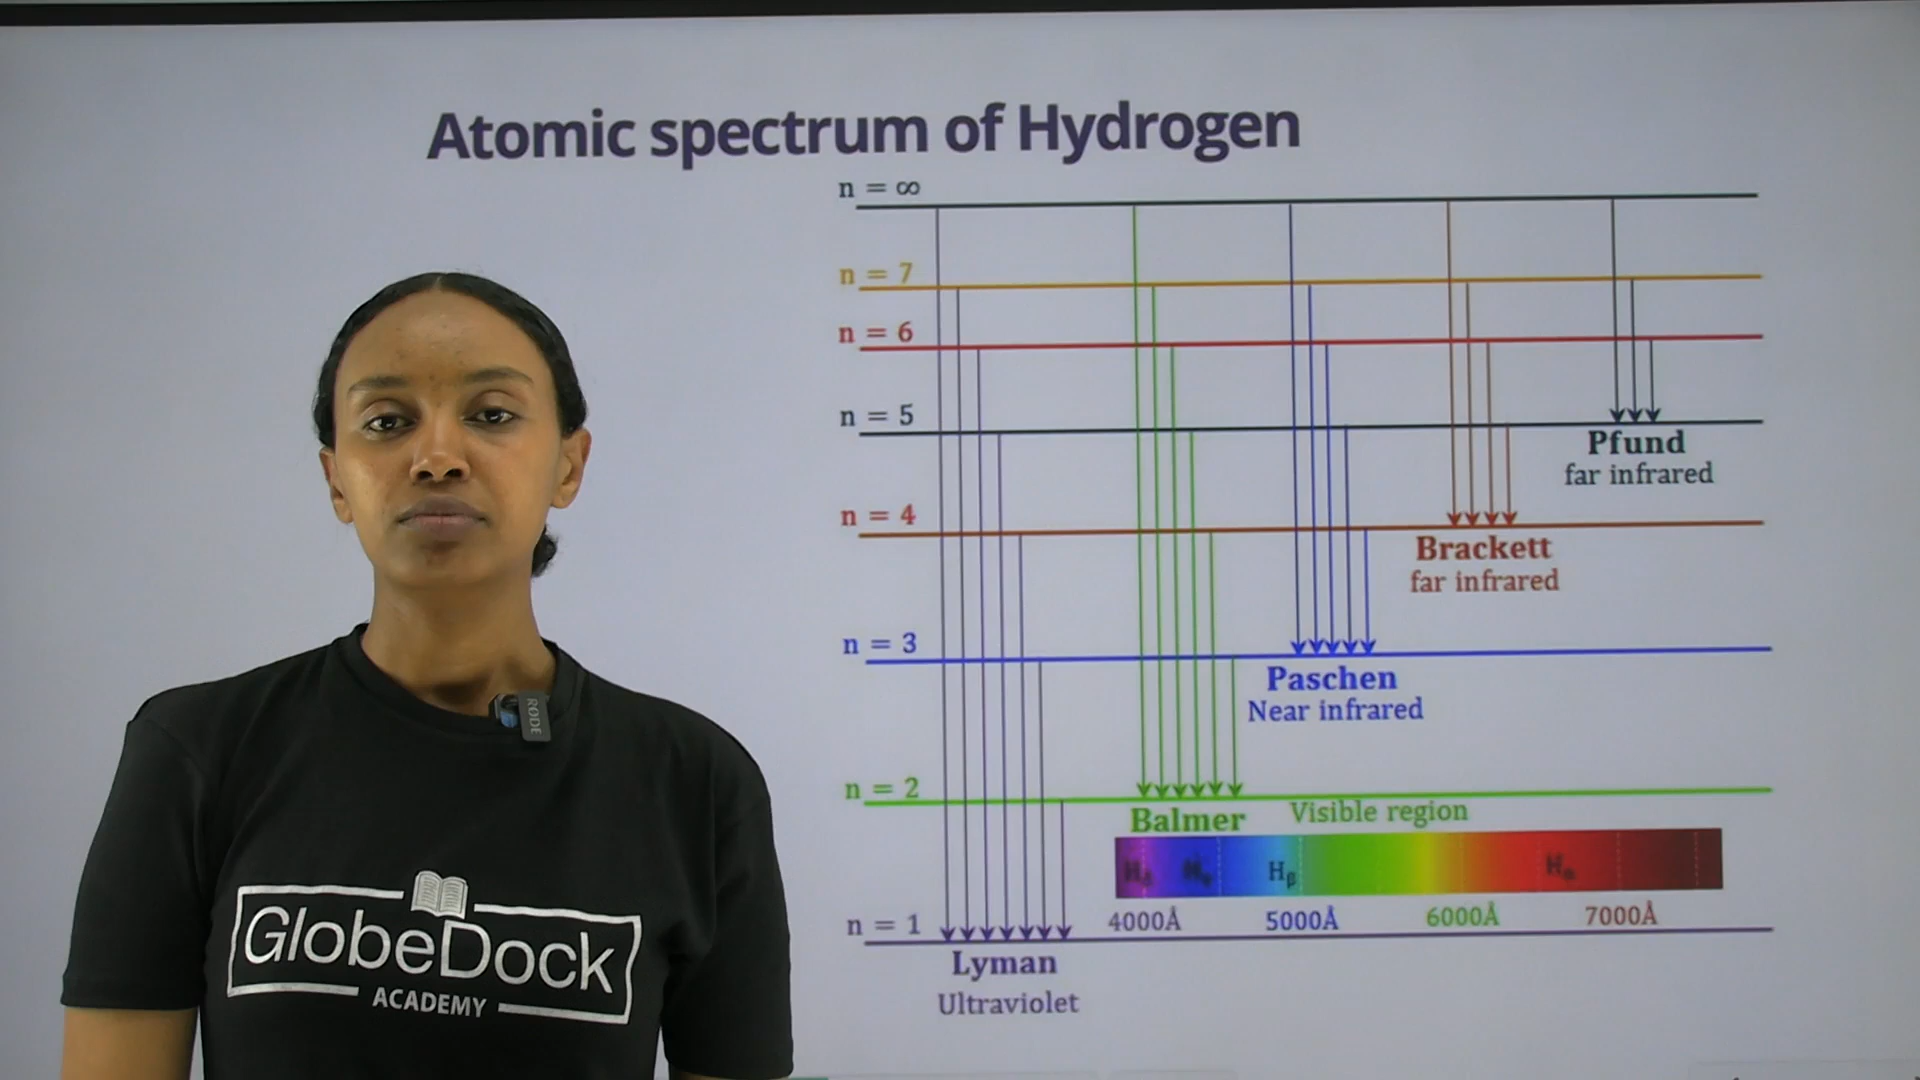 Atomic spectrum of Hydrogen
n = ∞
n = 7
n = 6
n = 5
Pfund
far infrared
n = 4
Brackett
far infrared
n = 3
Paschen
Near infrared
n = 2
Balmer Visible region
Hβ
4000Å 5000Å 6000Å 7000Å
n = 1
Lyman
Ultraviolet
RØDE
GlobeDock
ACADEMY